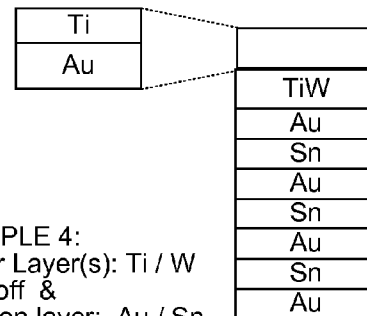 Ti
Au
TiW
Au
Sn
Au
Sn
Au
Sn
Au
PLE 4:
r Layer(s): Ti / W
off &
on layer: Au / Sn